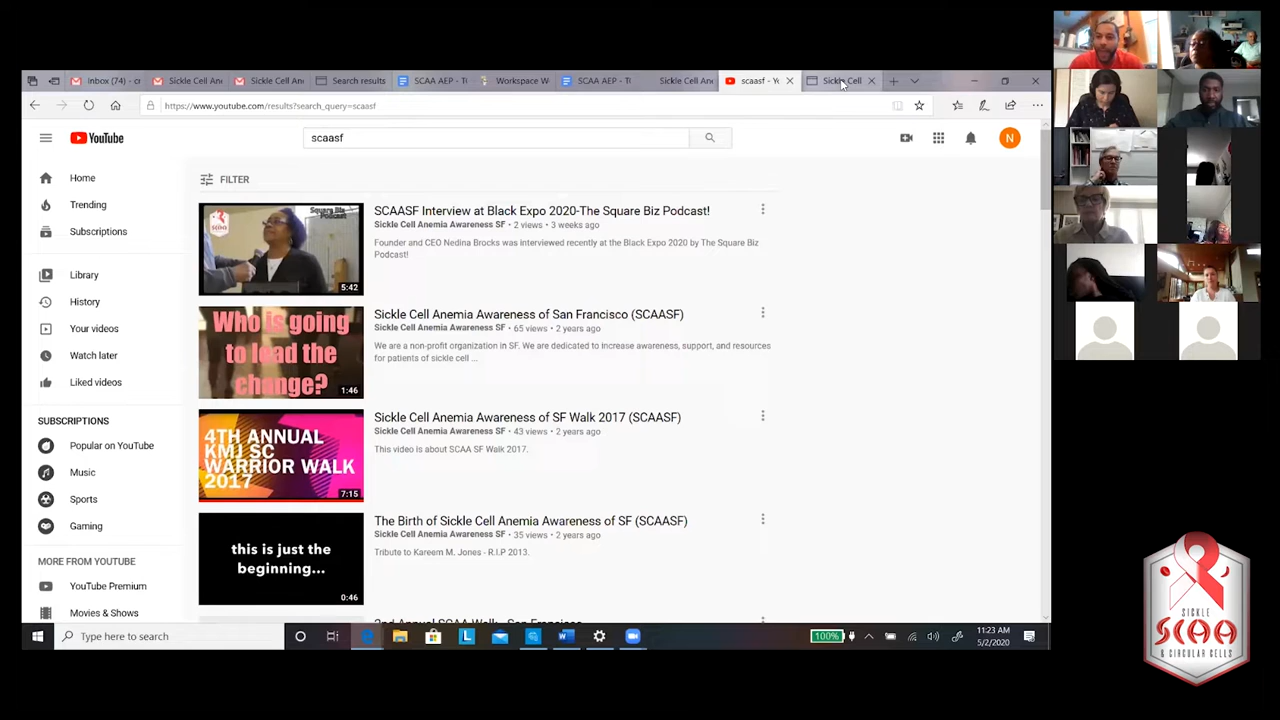 Inbox (74) - cr
Sickle Cell An
Sickle Cell An
Search results
SCAA AEP - T
Workspace W
SCAA AEP - Tl
Sickle Cell An
scaasf - Y
Sickle Cell
https://www.youtube.com/results?search_query=scaasf
YouTube
scaasf
N
Home
Trending
Subscriptions
Library
History
Your videos
Watch later
Liked videos
SUBSCRIPTIONS
Popular on YouTube
Music
Sports
Gaming
MORE FROM YOUTUBE
YouTube Premium
Movies & Shows
FILTER
Square Biz
Podcast
5:42
SCAASF Interview at Black Expo 2020-The Square Biz Podcast!
Sickle Cell Anemia Awareness SF • 2 views • 3 weeks ago
Founder and CEO Nedina Brocks was interviewed recently at the Black Expo 2020 by The Square Biz
Podcast!
Who is going
to lead the
change?
1:46
Sickle Cell Anemia Awareness of San Francisco (SCAASF)
Sickle Cell Anemia Awareness SF • 65 views • 2 years ago
We are a non-profit organization in SF. We are dedicated to increase awareness, support, and resources
for patients of sickle cell ...
4TH ANNUAL
KMJ SC
WARRIOR WALK
2017
7:15
Sickle Cell Anemia Awareness of SF Walk 2017 (SCAASF)
Sickle Cell Anemia Awareness SF • 43 views • 2 years ago
This video is about SCAA SF Walk 2017.
this is just the
beginning...
0:46
The Birth of Sickle Cell Anemia Awareness of SF (SCAASF)
Sickle Cell Anemia Awareness SF • 35 views • 2 years ago
Tribute to Kareem M. Jones - R.I.P 2013.
2nd Annual SCAA Walk - San Francisco
Type here to search
L
100%
11:23 AM
5/2/2020
SICKLE
SCAA
& CIRCULAR CELLS